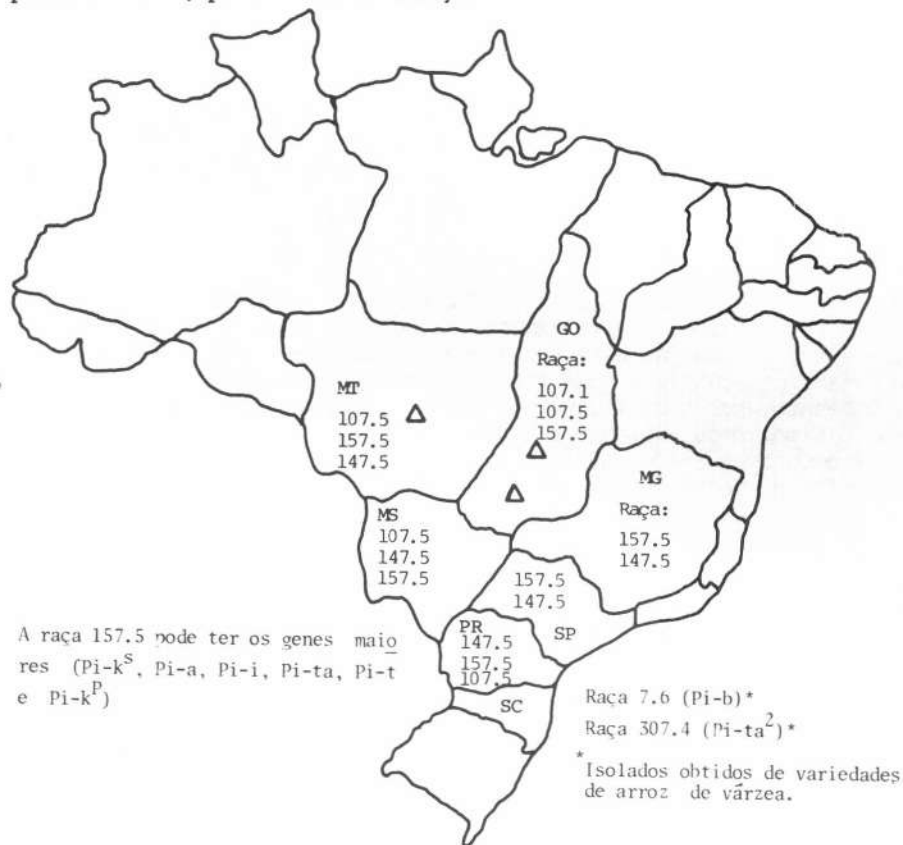 GO
Raça:
107.1
107.5
157.5
MT
107.5
157.5
147.5
MG
Raça:
157.5
147.5
MS
107.5
147.5
157.5
157.5
147.5
SP
PR
147.5
157.5
107.5
SC
A raça 157.5 pode ter os genes maio
res (Pi-k^s, Pi-a, Pi-i, Pi-ta, Pi-t
e Pi-k^P)
Raça 7.6 (Pi-b)*
Raça 307.4 (Pi-ta²)*
*
Isolados obtidos de variedades
de arroz de várzea.